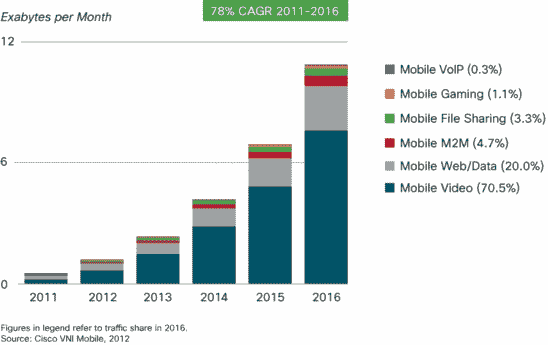 Exabytes per Month
78% CAGR 2011-2016
12
6
0
Mobile VoIP (0.3%)
Mobile Gaming (1.1%)
Mobile File Sharing (3.3%)
Mobile M2M (4.7%)
Mobile Web/Data (20.0%)
Mobile Video (70.5%)
2011 2012 2013 2014 2015 2016
Figures in legend refer to traffic share in 2016.
Source: Cisco VNI Mobile, 2012